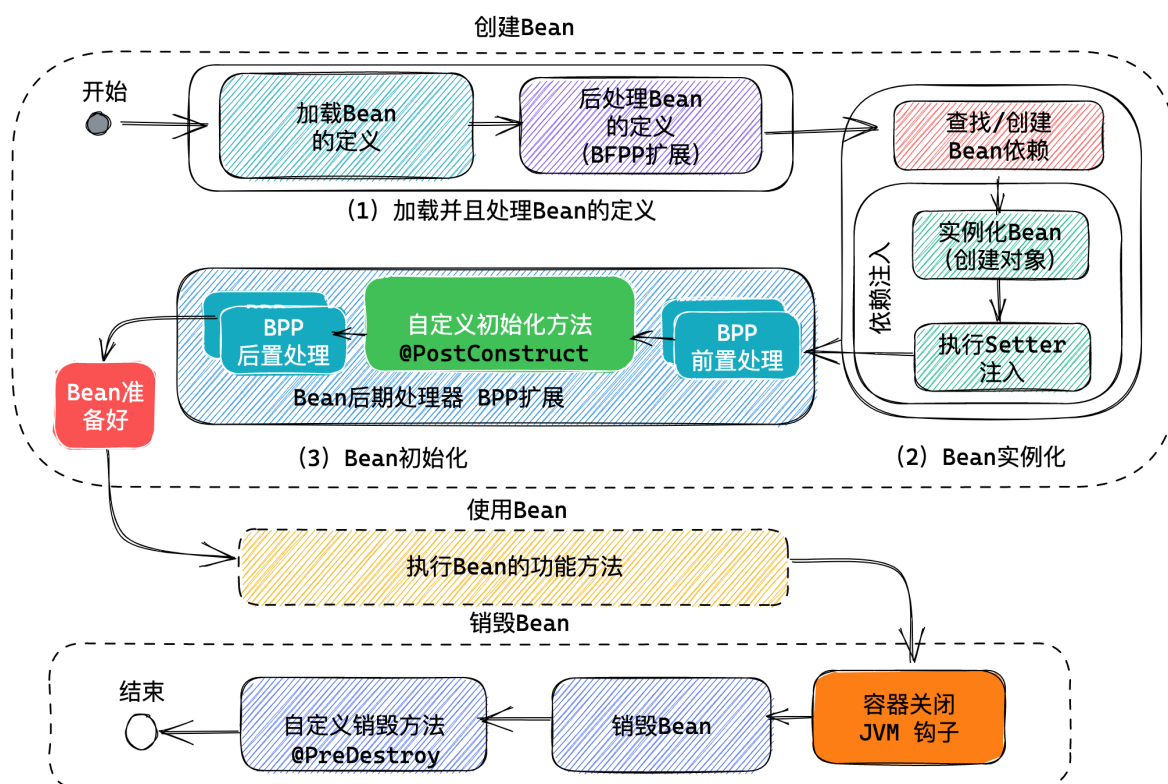 创建Bean
开始
加载Bean
的定义
后处理Bean
的定义
(BFPP扩展)
查找/创建
Bean依赖
(1) 加载并且处理Bean的定义
实例化Bean
(创建对象)
依赖注入
执行Setter
注入
BPP
前置处理
自定义初始化方法
@PostConstruct
BPP
后置处理
Bean后期处理器 BPP扩展
Bean准
备好
(3) Bean初始化
(2) Bean实例化
使用Bean
执行Bean的功能方法
销毁Bean
容器关闭
JVM 钩子
销毁Bean
自定义销毁方法
@PreDestroy
结束